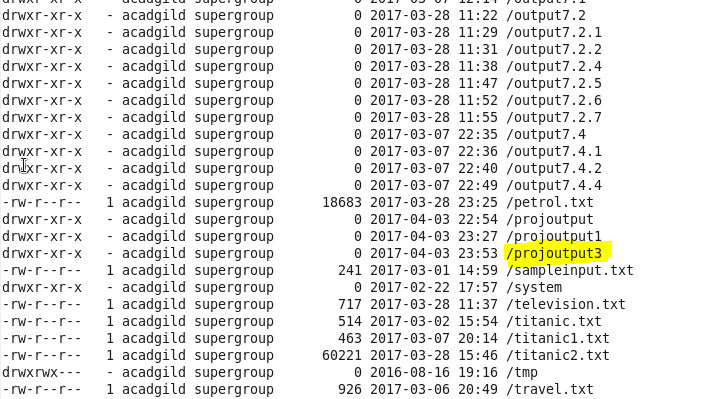 drwxr-xr-x   - acadgild supergroup          0 2017-03-28 11:22 /output7.2
drwxr-xr-x   - acadgild supergroup          0 2017-03-28 11:29 /output7.2.1
drwxr-xr-x   - acadgild supergroup          0 2017-03-28 11:31 /output7.2.2
drwxr-xr-x   - acadgild supergroup          0 2017-03-28 11:38 /output7.2.4
drwxr-xr-x   - acadgild supergroup          0 2017-03-28 11:47 /output7.2.5
drwxr-xr-x   - acadgild supergroup          0 2017-03-28 11:52 /output7.2.6
drwxr-xr-x   - acadgild supergroup          0 2017-03-28 11:55 /output7.2.7
drwxr-xr-x   - acadgild supergroup          0 2017-03-07 22:35 /output7.4
drwxr-xr-x   - acadgild supergroup          0 2017-03-07 22:36 /output7.4.1
drwxr-xr-x   - acadgild supergroup          0 2017-03-07 22:40 /output7.4.2
drwxr-xr-x   - acadgild supergroup          0 2017-03-07 22:49 /output7.4.4
-rw-r--r--   1 acadgild supergroup      18683 2017-03-28 23:25 /petrol.txt
drwxr-xr-x   - acadgild supergroup          0 2017-04-03 22:54 /projoutput
drwxr-xr-x   - acadgild supergroup          0 2017-04-03 23:27 /projoutput1
drwxr-xr-x   - acadgild supergroup          0 2017-04-03 23:53 /projoutput3
-rw-r--r--   1 acadgild supergroup        241 2017-03-01 14:59 /sampleinput.txt
drwxr-xr-x   - acadgild supergroup          0 2017-02-22 17:57 /system
-rw-r--r--   1 acadgild supergroup        717 2017-03-28 11:37 /television.txt
-rw-r--r--   1 acadgild supergroup        514 2017-03-02 15:54 /titanic.txt
-rw-r--r--   1 acadgild supergroup        463 2017-03-07 20:14 /titanic1.txt
-rw-r--r--   1 acadgild supergroup      60221 2017-03-28 15:46 /titanic2.txt
drwxrwx---   - acadgild supergroup          0 2016-08-16 19:16 /tmp
-rw-r--r--   1 acadgild supergroup        926 2017-03-06 20:49 /travel.txt